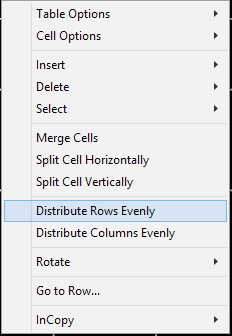 Table Options
Cell Options
Insert
Delete
Select
Merge Cells
Split Cell Horizontally
Split Cell Vertically
Distribute Rows Evenly
Distribute Columns Evenly
Rotate
Go to Row...
InCopy